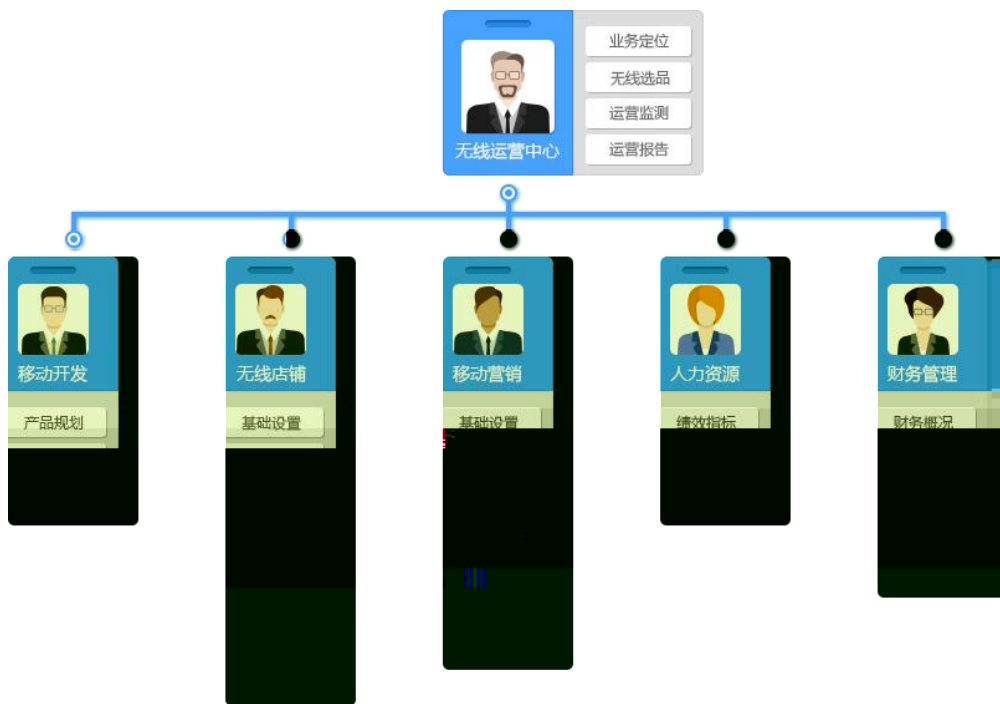 业务定位
无线选品
运营监测
运营报告
无线运营中心
移动开发
无线店铺
移动营销
人力资源
财务管理
产品规划
基础设置
基础设置
绩效指标
财务概况